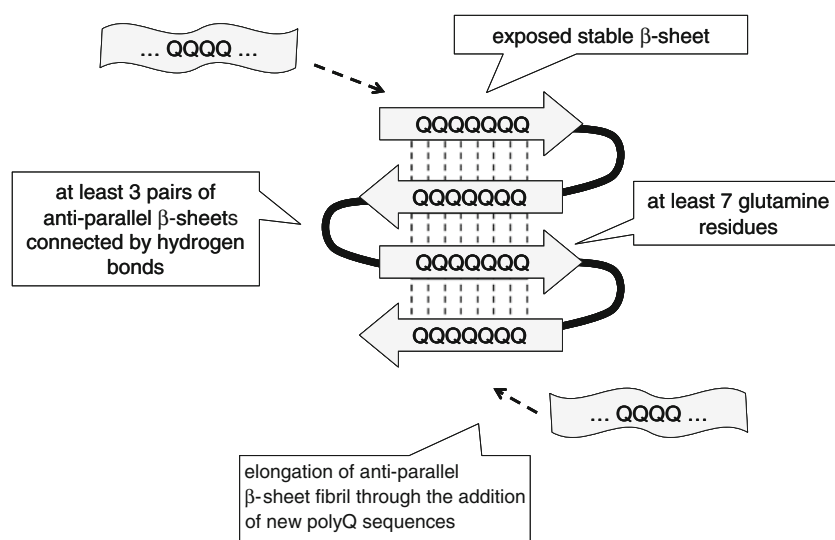 ... QQQQ ...
exposed stable β-sheet
QQQQQQQ
at least 3 pairs of
anti-parallel β-sheets
connected by hydrogen
bonds
QQQQQQQ
at least 7 glutamine
residues
QQQQQQQ
QQQQQQQ
... QQQQ ...
elongation of anti-parallel
β-sheet fibril through the addition
of new polyQ sequences